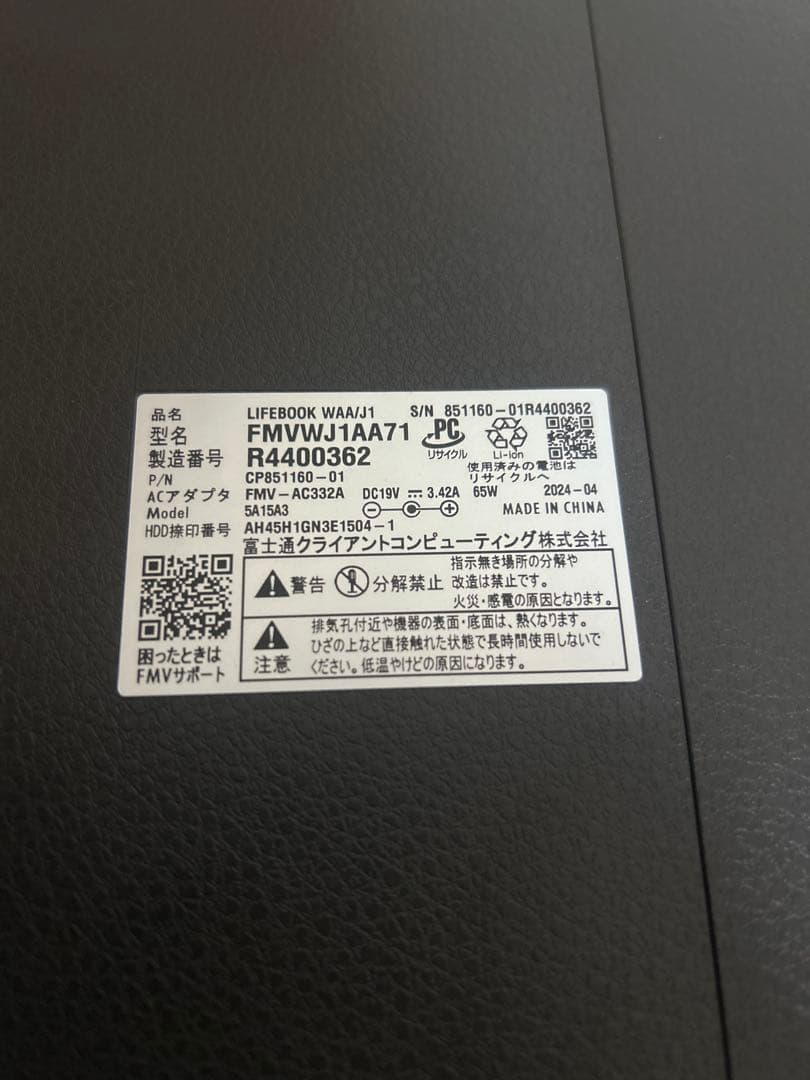 品名 LIFEBOOK WAA/J1 S/N 851160-01R4400362
型名 FMVWJ1AA71 PC リサイクル Li-ion
製造番号 R4400362 使用済みの電池は
P/N CP851160-01 リサイクルへ
ACアダプタ FMV-AC332A DC19V 3.42A 65W 2024-04
Model 5A15A3 MADE IN CHINA
HDD捺印番号 AH45H1GN3E1504-1
富士通クライアントコンピューティング株式会社
警告 分解禁止 指示無き場所の分解や
改造は禁止です。
火災・感電の原因となります。
注意 排気孔付近や機器の表面・底面は、熱くなります。
ひざの上など直接触れた状態で長時間使用しないで
ください。低温やけどの原因になります。
困ったときは
FMVサポート